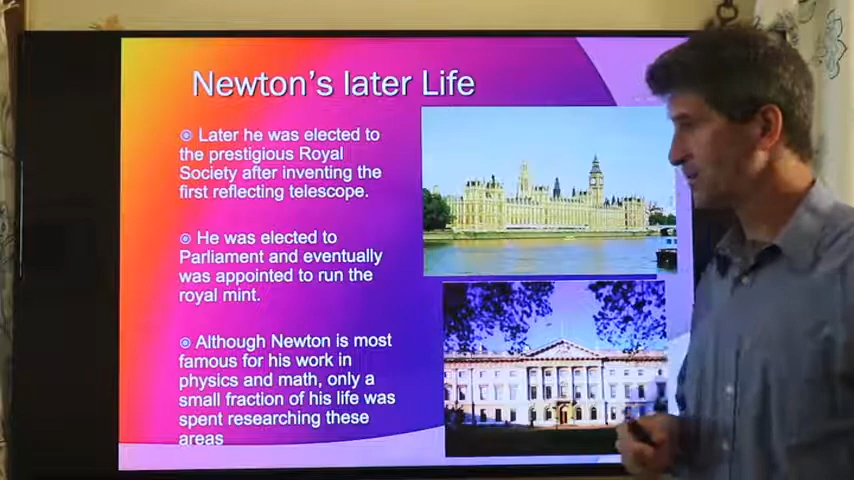 Newton's later Life
Later he was elected to
the prestigious Royal
Society after inventing the
first reflecting telescope.
He was elected to
Parliament and eventually
was appointed to run the
royal mint.
Although Newton is most
famous for his work in
physics and math, only a
small fraction of his life was
spent researching these
areas